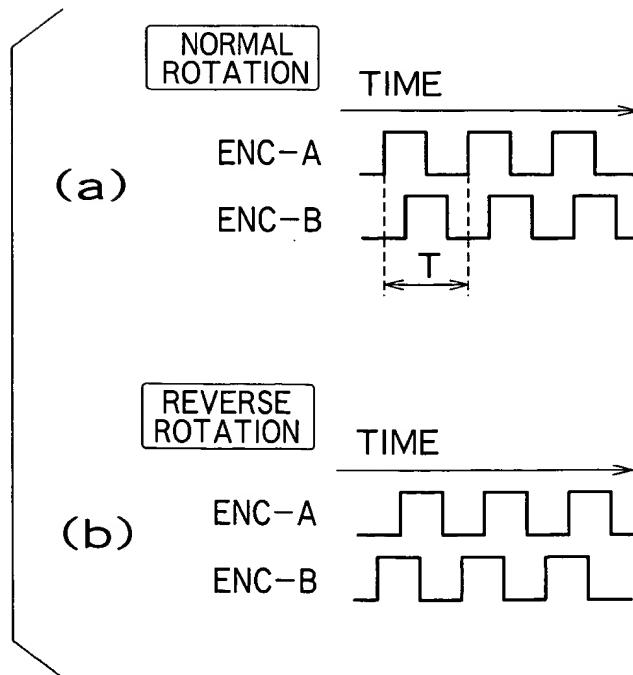 NORMAL
ROTATION
TIME
(a)
ENC-A
ENC-B
T
REVERSE
ROTATION
TIME
(b)
ENC-A
ENC-B